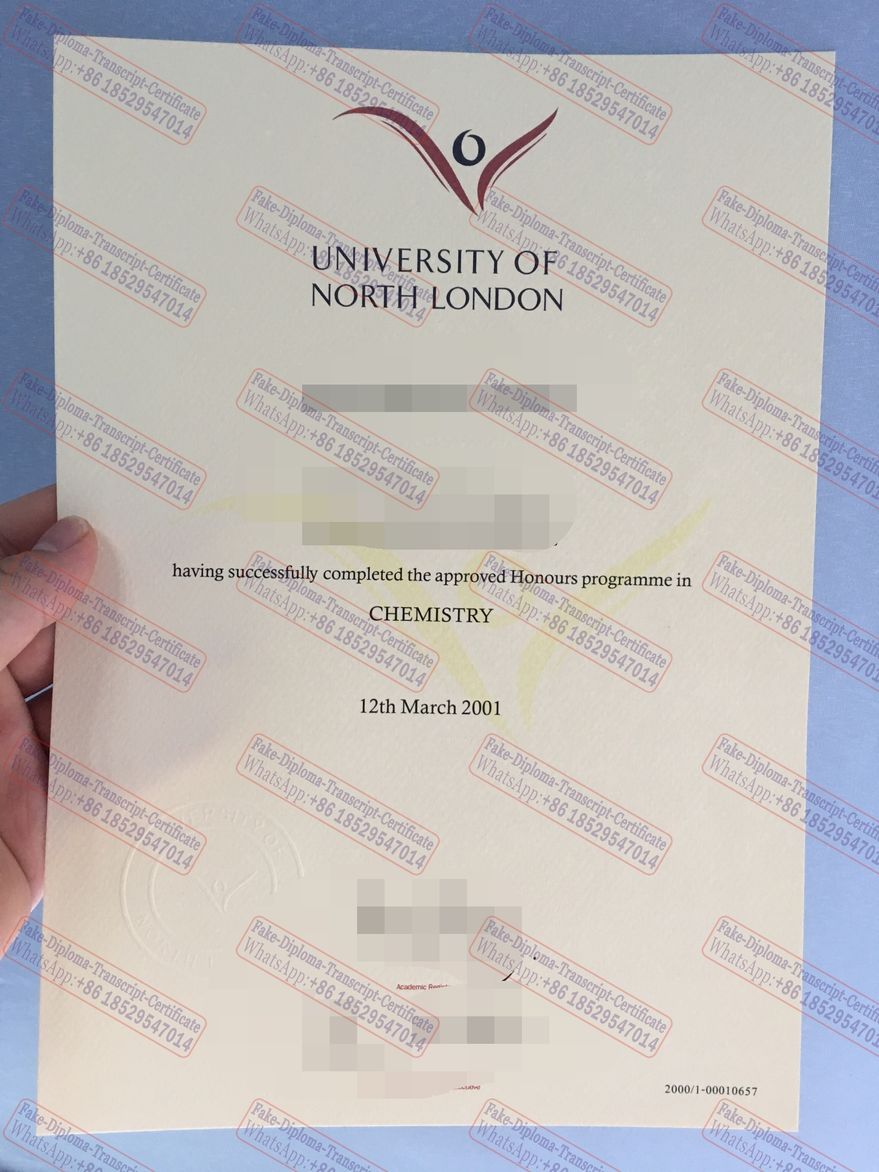 UNIVERSITY OF
NORTH LONDON
having successfully completed the approved Honours programme in
CHEMISTRY
12th March 2001
Academic
2000/1-00010657
Fake-Diploma-Transcript-Certificate
WhatsApp:+86 18529547014